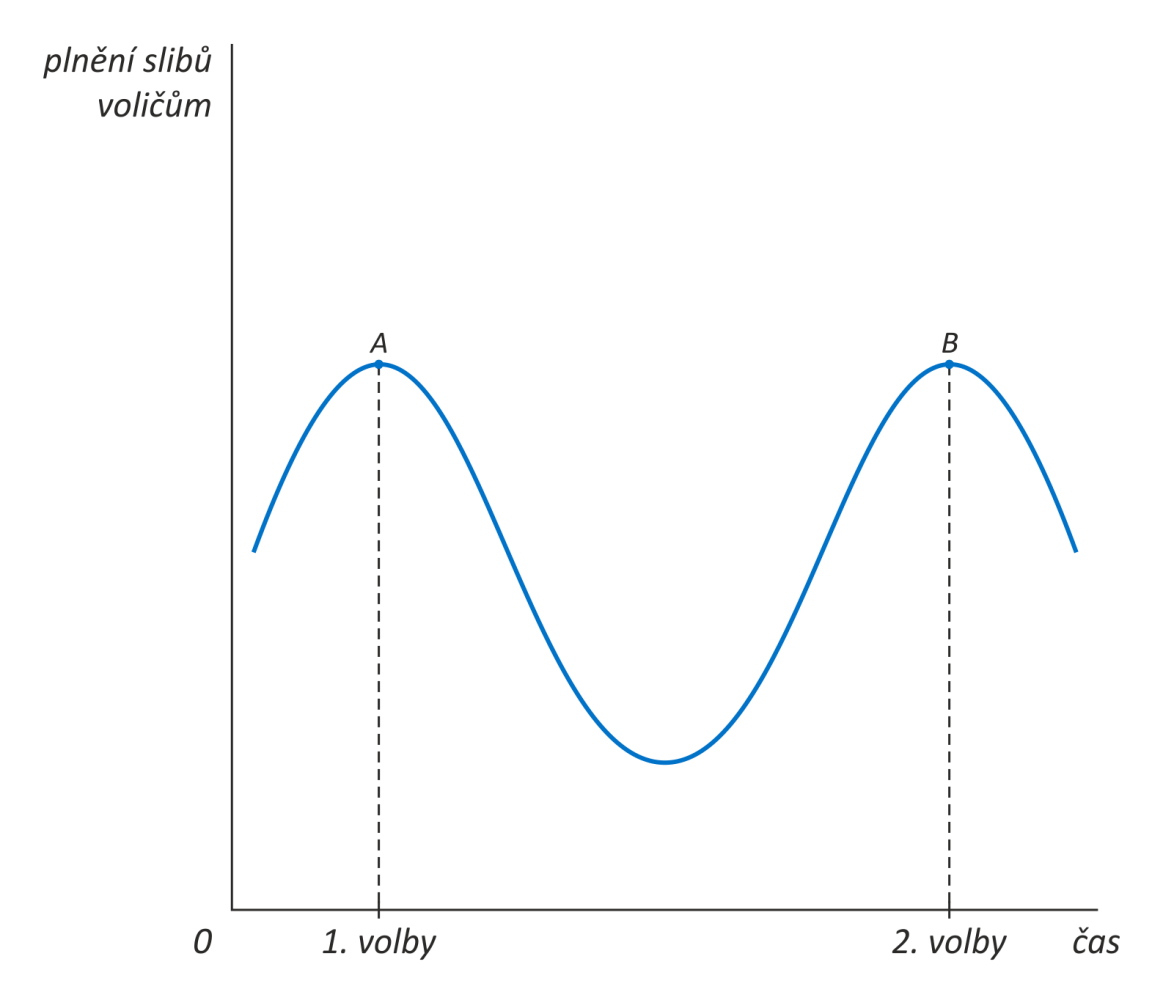 plnění slibů
voličům
A
B
0
1. volby
2. volby
čas